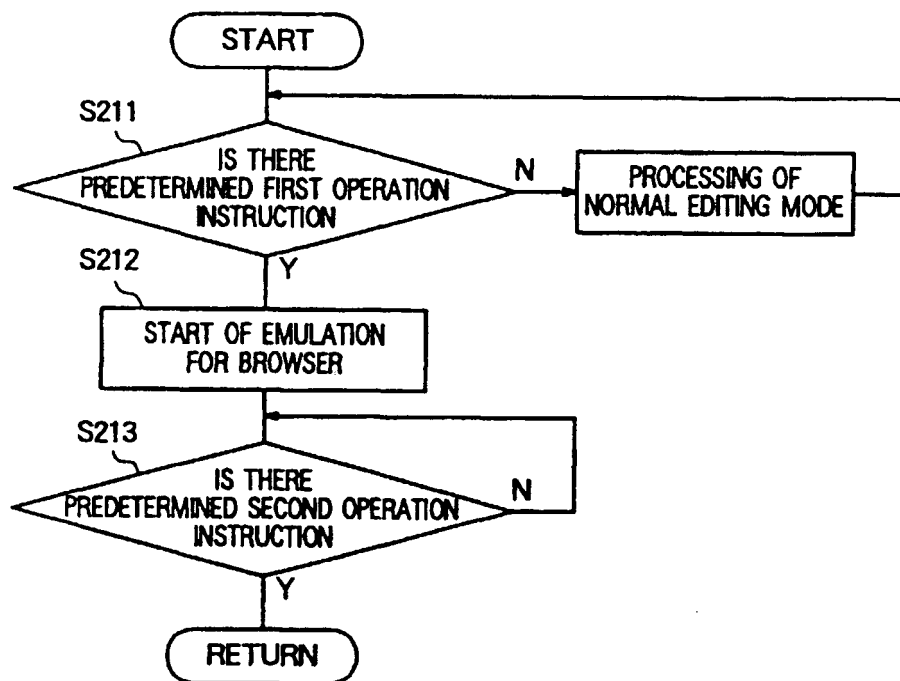 START
S211
IS THERE
PREDETERMINED FIRST OPERATION
INSTRUCTION
N
PROCESSING OF
NORMAL EDITING MODE
Y
S212
START OF EMULATION
FOR BROWSER
S213
IS THERE
PREDETERMINED SECOND OPERATION
INSTRUCTION
N
Y
RETURN